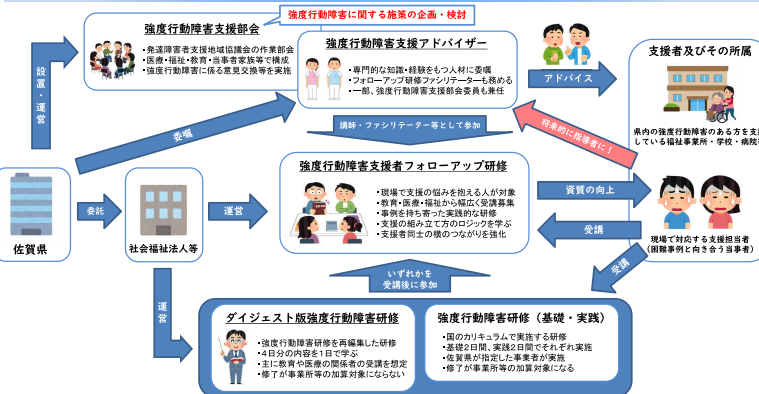 強度行動障害に関する施策の企画・検討
強度行動障害支援部会
・発達障害者支援地域協議会の作業部会
・医療・福祉・教育・当事者家族等で構成
・強度行動障害に係る意見交換等を実施
強度行動障害支援アドバイザー
・専門的な知識・経験をもつ人材に委嘱
・フォローアップ研修ファシリテーターも務める
・一部、強度行動障害支援部会委員も兼任
アドバイス
支援者及びその所属
県内の強度行動障害のある方を支援
している福祉事業所・学校・病院等
設置・運営
委嘱
講師・ファシリテーター等として参加
将来的に指導者に！
佐賀県
委託
社会福祉法人等
運営
強度行動障害支援者フォローアップ研修
・現場で支援の悩みを抱える人が対象
・教育・医療・福祉から幅広く受講募集
・事例を持ち寄った実践的な研修
・支援の組み立て方のロジックを学ぶ
・支援者同士の横のつながりを強化
資質の向上
受講
現場で対応する支援担当者
（困難事例と向き合う当事者）
受講
いずれかを
受講後に参加
運営
ダイジェスト版強度行動障害研修
・強度行動障害研修を再編集した研修
・４日分の内容を１日で学ぶ
・主に教育や医療の関係者の受講を想定
・修了が事業所等の加算対象にならない
強度行動障害研修（基礎・実践）
・国のカリキュラムで実施する研修
・基礎２日間、実践２日間でそれぞれ実施
・佐賀県が指定した事業者が実施
・修了が事業所等の加算対象になる